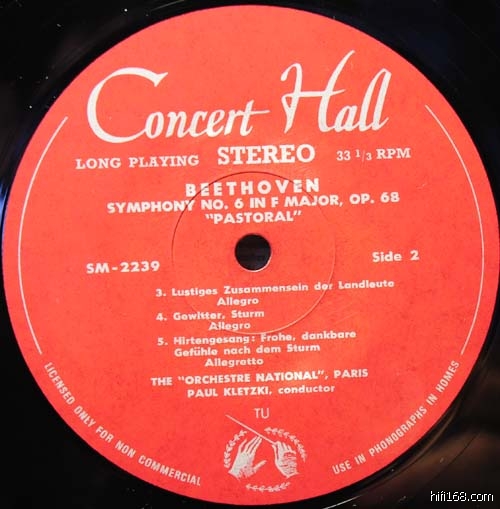 Concert Hall
LONG PLAYING STEREO 33 1/3 RPM
BEETHOVEN
SYMPHONY NO. 6 IN F MAJOR, OP. 68
"PASTORAL"
SM-2239
Side 2
3. Lustiges Zusammensein der Landleute
Allegro
4. Gewitter, Sturm
Allegro
5. Hirtengesang: Frohe, dankbare
Gefühle nach dem Sturm
Allegretto
THE "ORCHESTRE NATIONAL", PARIS
PAUL KLETZKI, conductor
TU
LICENSED ONLY FOR NON COMMERCIAL
USE IN PHONOGRAPHS IN HOMES
hifi168.com